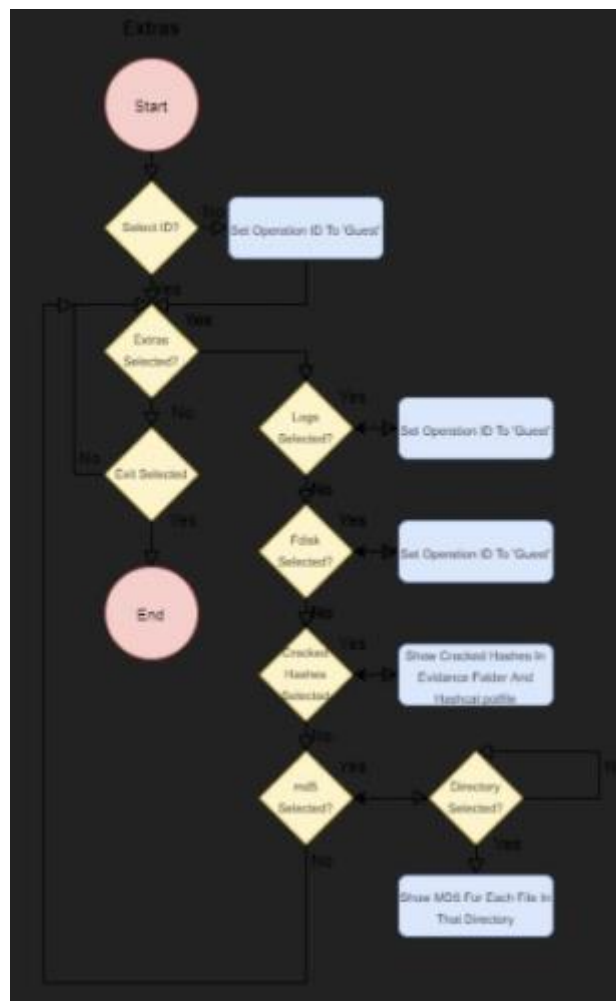 Extras
Start
Select ID?
No
Set Operation ID To 'Guest'
Yes
Extras
Selected?
Yes
No
Exit Selected
No
Yes
End
Logs
Selected?
Yes
Set Operation ID To 'Guest'
No
Fdisk
Selected?
Yes
Set Operation ID To 'Guest'
No
Cracked
Hashes
Selected
Yes
Show Cracked Hashes In
Evidance Folder And
Hashcat.potfile
No
md5
Selected?
Yes
No
Directory
Selected?
Yes
Show MD5 For Each File In
That Directory